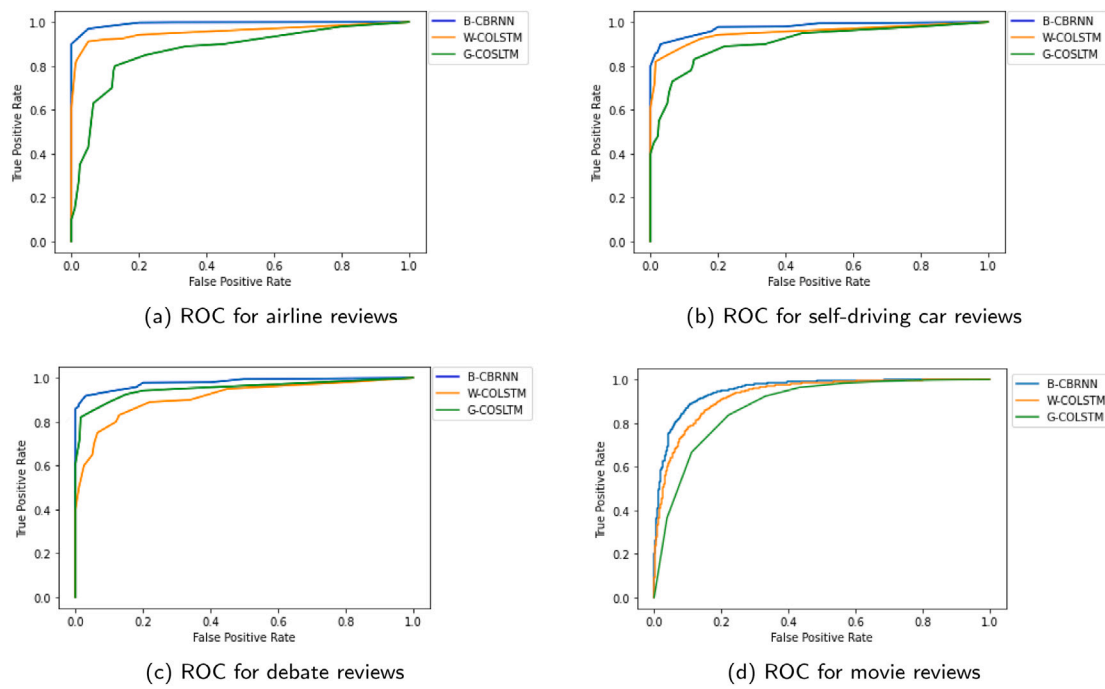 1.0
0.8
0.6
0.4
0.2
0.0
True Positive Rate
0.0 0.2 0.4 0.6 0.8 1.0
False Positive Rate
B-CBRNN
W-COLSTM
G-COSLTM
(a) ROC for airline reviews
1.0
0.8
0.6
0.4
0.2
0.0
True Positive Rate
0.0 0.2 0.4 0.6 0.8 1.0
False Positive Rate
B-CBRNN
W-COLSTM
G-COSLTM
(b) ROC for self-driving car reviews
1.0
0.8
0.6
0.4
0.2
0.0
True Positive Rate
0.0 0.2 0.4 0.6 0.8 1.0
False Positive Rate
B-CBRNN
W-COLSTM
G-COSLTM
(c) ROC for debate reviews
1.0
0.8
0.6
0.4
0.2
0.0
True Positive Rate
0.0 0.2 0.4 0.6 0.8 1.0
False Positive Rate
B-CBRNN
W-COLSTM
G-COLSTM
(d) ROC for movie reviews